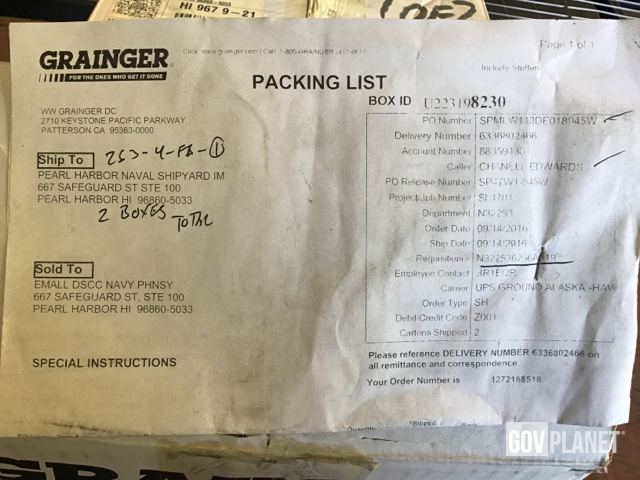 HI 967 9-21
GRAINGER
FOR THE ONES WHO GET IT DONE
Page 1 of 1
PACKING LIST
BOX ID U223198230
WW GRAINGER DC
2710 KEYSTONE PACIFIC PARKWAY
PATTERSON CA 95363-0000
Ship To
PEARL HARBOR NAVAL SHIPYARD IM
667 SAFEGUARD ST STE 100
PEARL HARBOR HI 96860-5033
2 BOXES TOTAL
Sold To
EMALL DSCC NAVY PHNSY
667 SAFEGUARD ST, STE 100
PEARL HARBOR HI 96860-5033
SPECIAL INSTRUCTIONS
PO Number
Delivery Number 6336802466
Account Number
Caller CHANELL EDWARDS
PO Release Number
Project/Job Number
Department
Order Date 09/14/2016
Ship Date 09/14/2016
Requisitioner
Employee Contact
Carrier UPS GROUND ALASKA -HAW
Order Type SH
Debit/Credit Code Z001
Cartons Shipped 2
Please reference DELIVERY NUMBER 6336802466 on
all remittance and correspondence
Your Order Number is 1272188518
Quantity Shipped
GOVPLANET